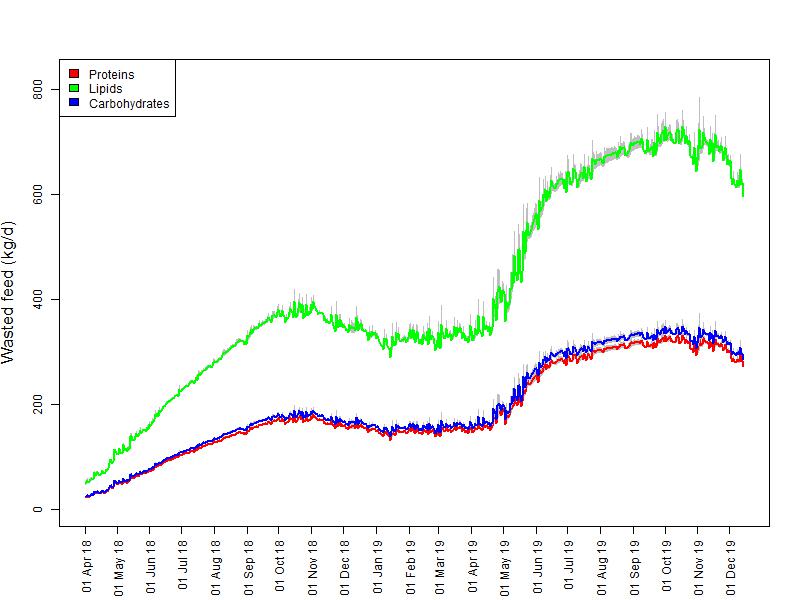 Proteins
Lipids
Carbohydrates
Wasted feed (kg/d)
800
600
400
200
0
01 Apr 18
01 May 18
01 Jun 18
01 Jul 18
01 Aug 18
01 Sep 18
01 Oct 18
01 Nov 18
01 Dec 18
01 Jan 19
01 Feb 19
01 Mar 19
01 Apr 19
01 May 19
01 Jun 19
01 Jul 19
01 Aug 19
01 Sep 19
01 Oct 19
01 Nov 19
01 Dec 19